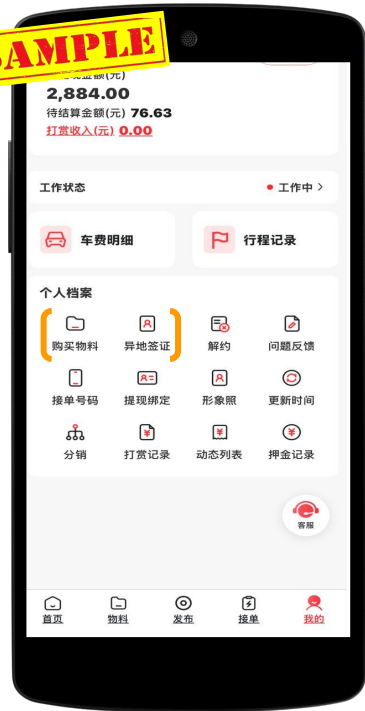 SAMPLE
金额(元)
2,884.00
待结算金额(元) 76.63
打赏收入(元) 0.00
工作状态 工作中
车费明细 行程记录
个人档案
购买物料 异地签证 解约 问题反馈
接单号码 提现绑定 形象照 更新时间
分销 打赏记录 动态列表 押金记录
客服
首页 物料 发布 接单 我的